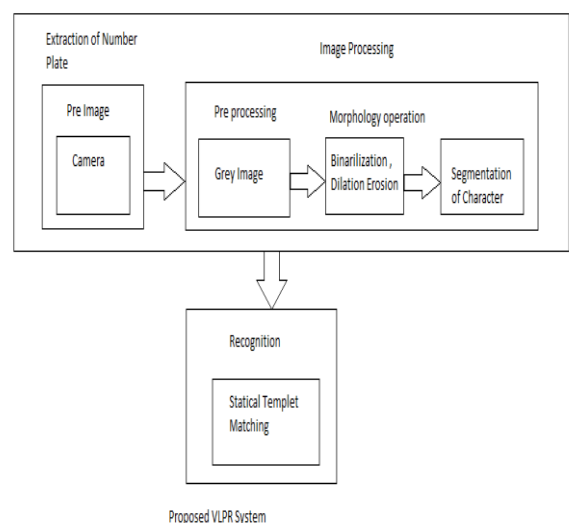 Extraction of Number
Plate
Image Processing
Pre Image
Camera
Pre processing
Grey Image
Morphology operation
Binarilization ,
Dilation Erosion
Segmentation
of Character
Recognition
Statical Templet
Matching
Proposed VLPR System